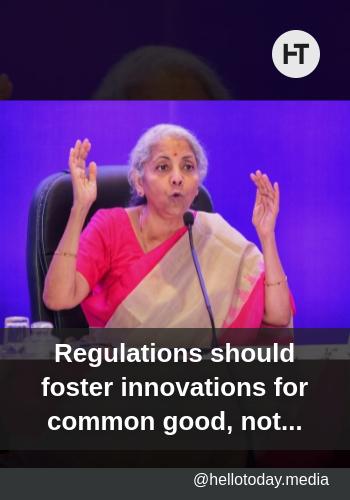 HT
Regulations should
foster innovations for
common good, not...
@hellotoday.media